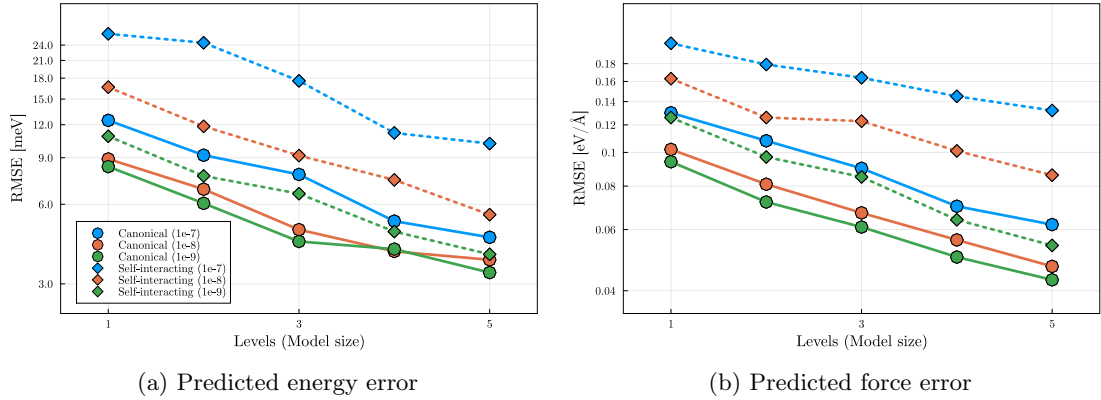 RMSE [meV]
24.0
21.0
18.0
15.0
12.0
9.0
6.0
3.0
Canonical (1e-7)
Canonical (1e-8)
Canonical (1e-9)
Self-interacting (1e-7)
Self-interacting (1e-8)
Self-interacting (1e-9)
1 3 5
Levels (Model size)
(a) Predicted energy error
RMSE [eV/Å]
0.18
0.16
0.14
0.12
0.1
0.08
0.06
0.04
1 3 5
Levels (Model size)
(b) Predicted force error